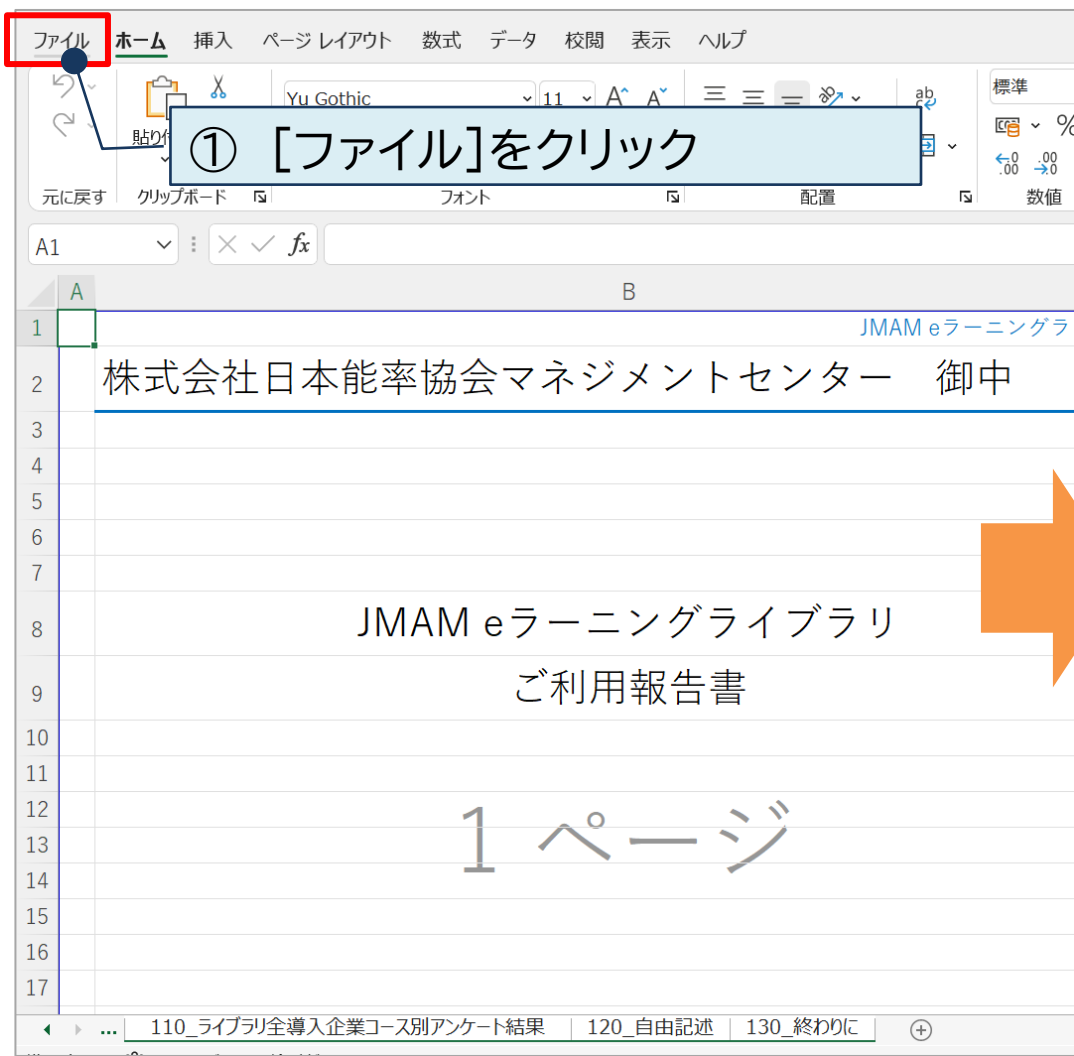 ファイル ホーム 挿入 ページ レイアウト 数式 データ 校閲 表示 ヘルプ
Yu Gothic 11 A A ab 標準
貼り付 ① [ファイル]をクリック %
元に戻す クリップボード フォント 配置 数値
A1 fx
A B
1 JMAM eラーニングラ
2 株式会社日本能率協会マネジメントセンター 御中
3
4
5
6
7
8 JMAM eラーニングライブラリ
9 ご利用報告書
10
11
12
13 1 ページ
14
15
16
17
... 110_ライブラリ全導入企業コース別アンケート結果 120_自由記述 130_終わりに